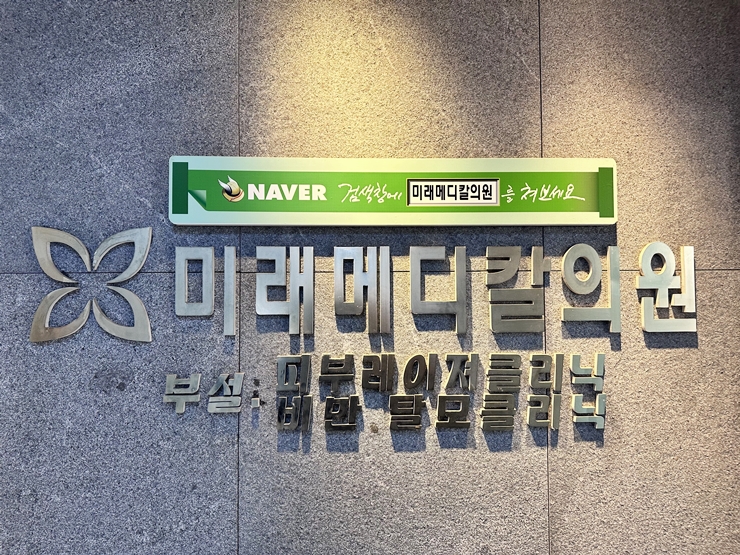 NAVER 검색창에 미래메디칼의원 를 쳐보세요
미래메디칼의원
부설: 피부레이저클리닉
비만.탈모클리닉